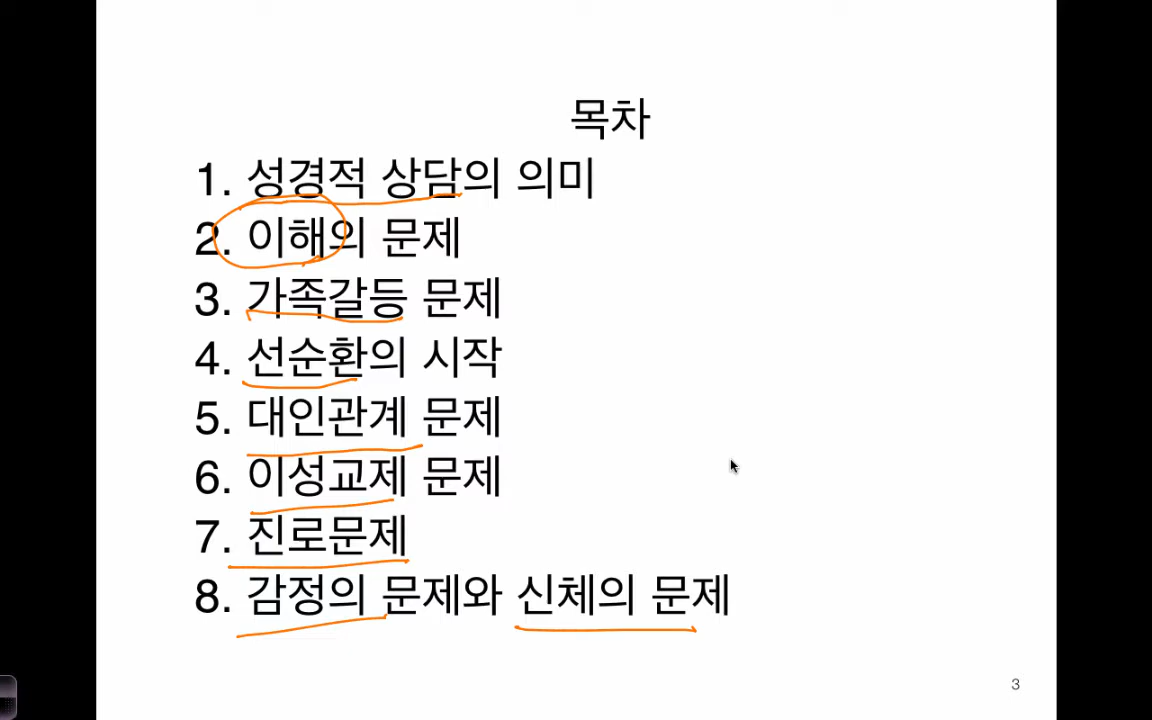 목차
1. 성경적 상담의 의미
2. 이해의 문제
3. 가족갈등 문제
4. 선순환의 시작
5. 대인관계 문제
6. 이성교제 문제
7. 진로문제
8. 감정의 문제와 신체의 문제
3